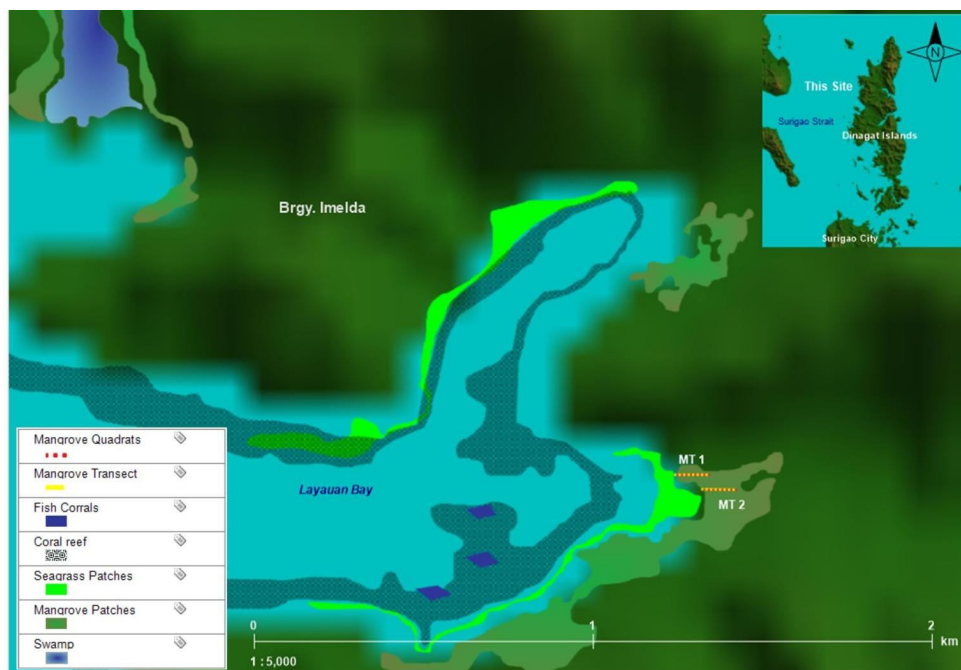 N
This Site
Surigao Strait
Dinagat Islands
Surigao City
Brgy. Imelda
MT 1
MT 2
Layauan Bay
Mangrove Quadrats
Mangrove Transect
Fish Corrals
Coral reef
Seagrass Patches
Mangrove Patches
Swamp
0 1 2
km
1 : 5,000